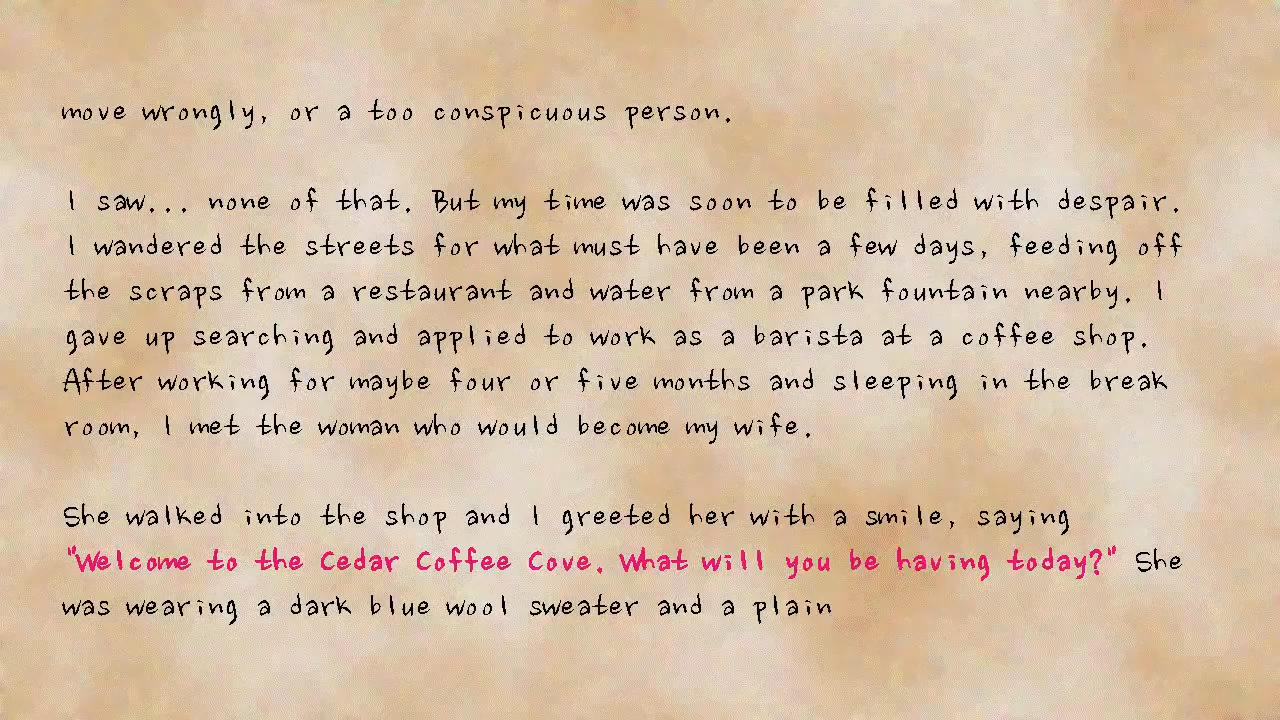 move wrongly, or a too conspicuous person.
I saw... none of that. But my time was soon to be filled with despair.
I wandered the streets for what must have been a few days, feeding off
the scraps from a restaurant and water from a park fountain nearby. I
gave up searching and applied to work as a barista at a coffee shop.
After working for maybe four or five months and sleeping in the break
room, I met the woman who would become my wife.
She walked into the shop and I greeted her with a smile, saying
"Welcome to the Cedar Coffee Cove. What will you be having today?" She
was wearing a dark blue wool sweater and a plain